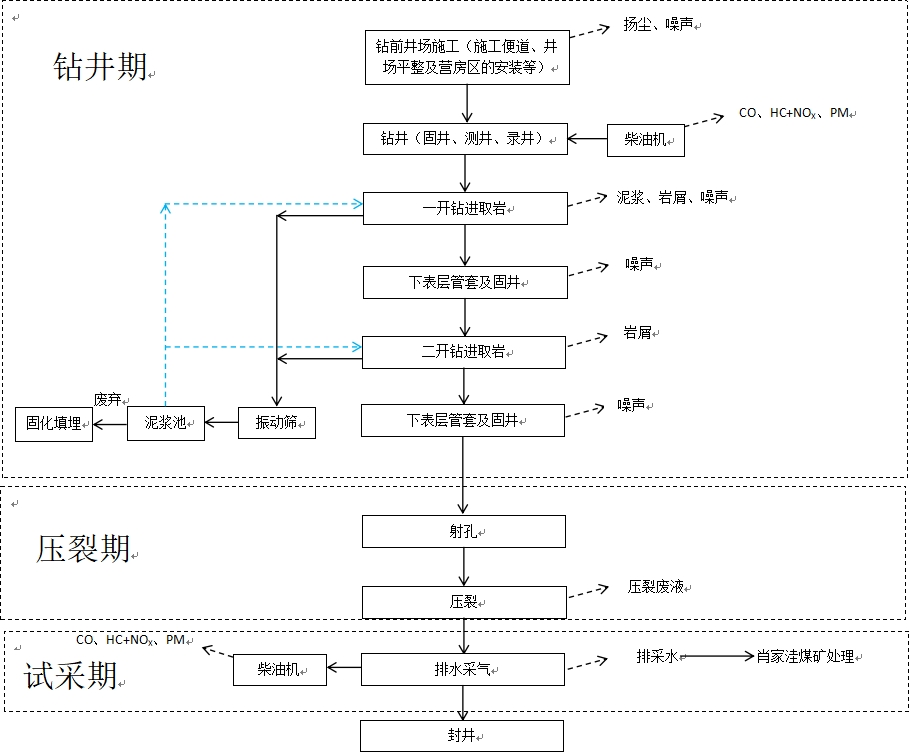 扬尘、噪声
钻前井场施工（施工便道、井
场平整及营房区的安装等）
钻井期
CO、HC+NOx、PM
钻井（固井、测井、录井）
柴油机
一开钻进取岩
泥浆、岩屑、噪声
噪声
下表层管套及固井
岩屑
二开钻进取岩
废弃
噪声
固化填埋
泥浆池
振动筛
下表层管套及固井
射孔
压裂期
压裂废液
压裂
CO、HC+NOx、PM
排采水
肖家洼煤矿处理
试采期
柴油机
排水采气
封井